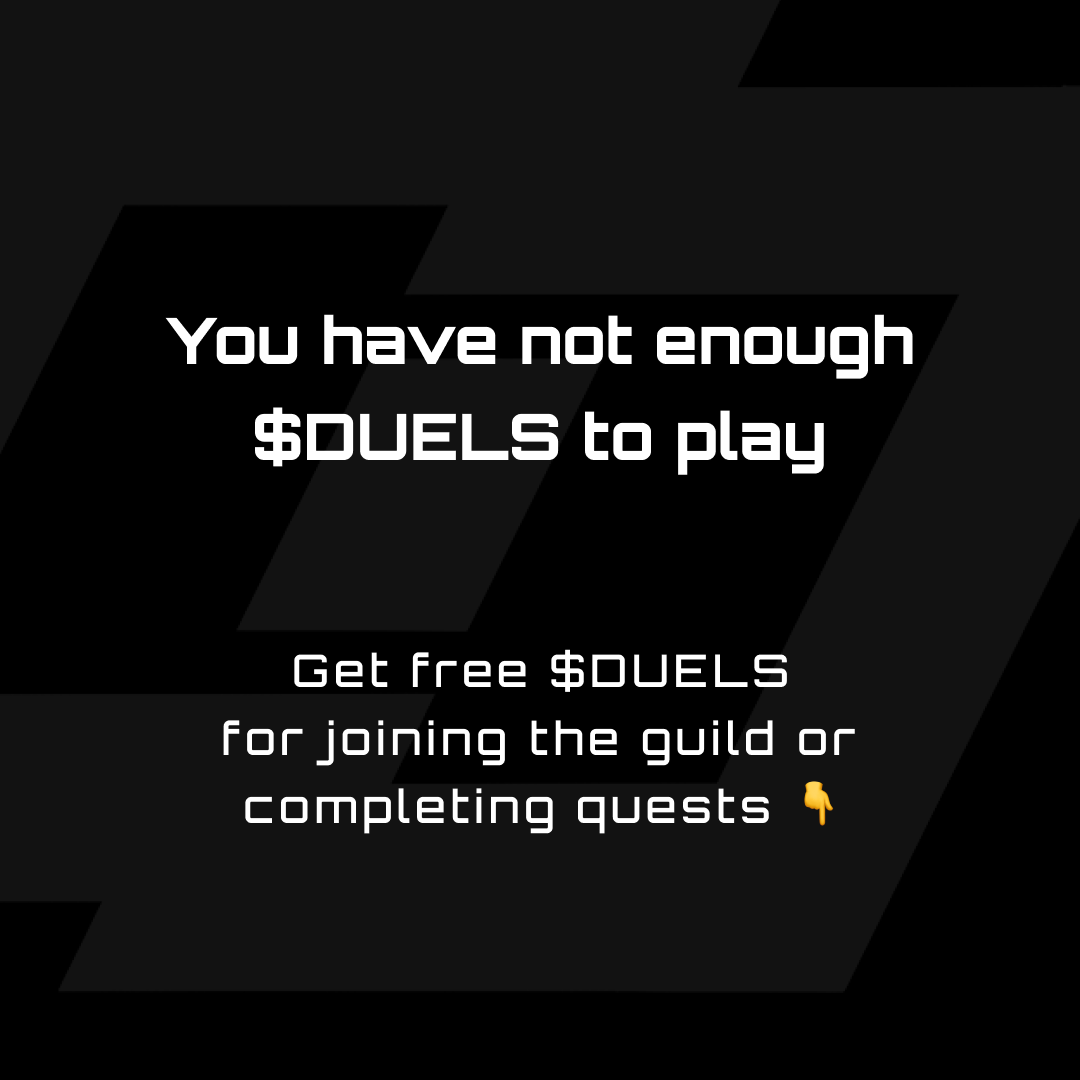 You have not enough
$DUELS to play
Get free $DUELS
for joining the guild or
completing quests 👇